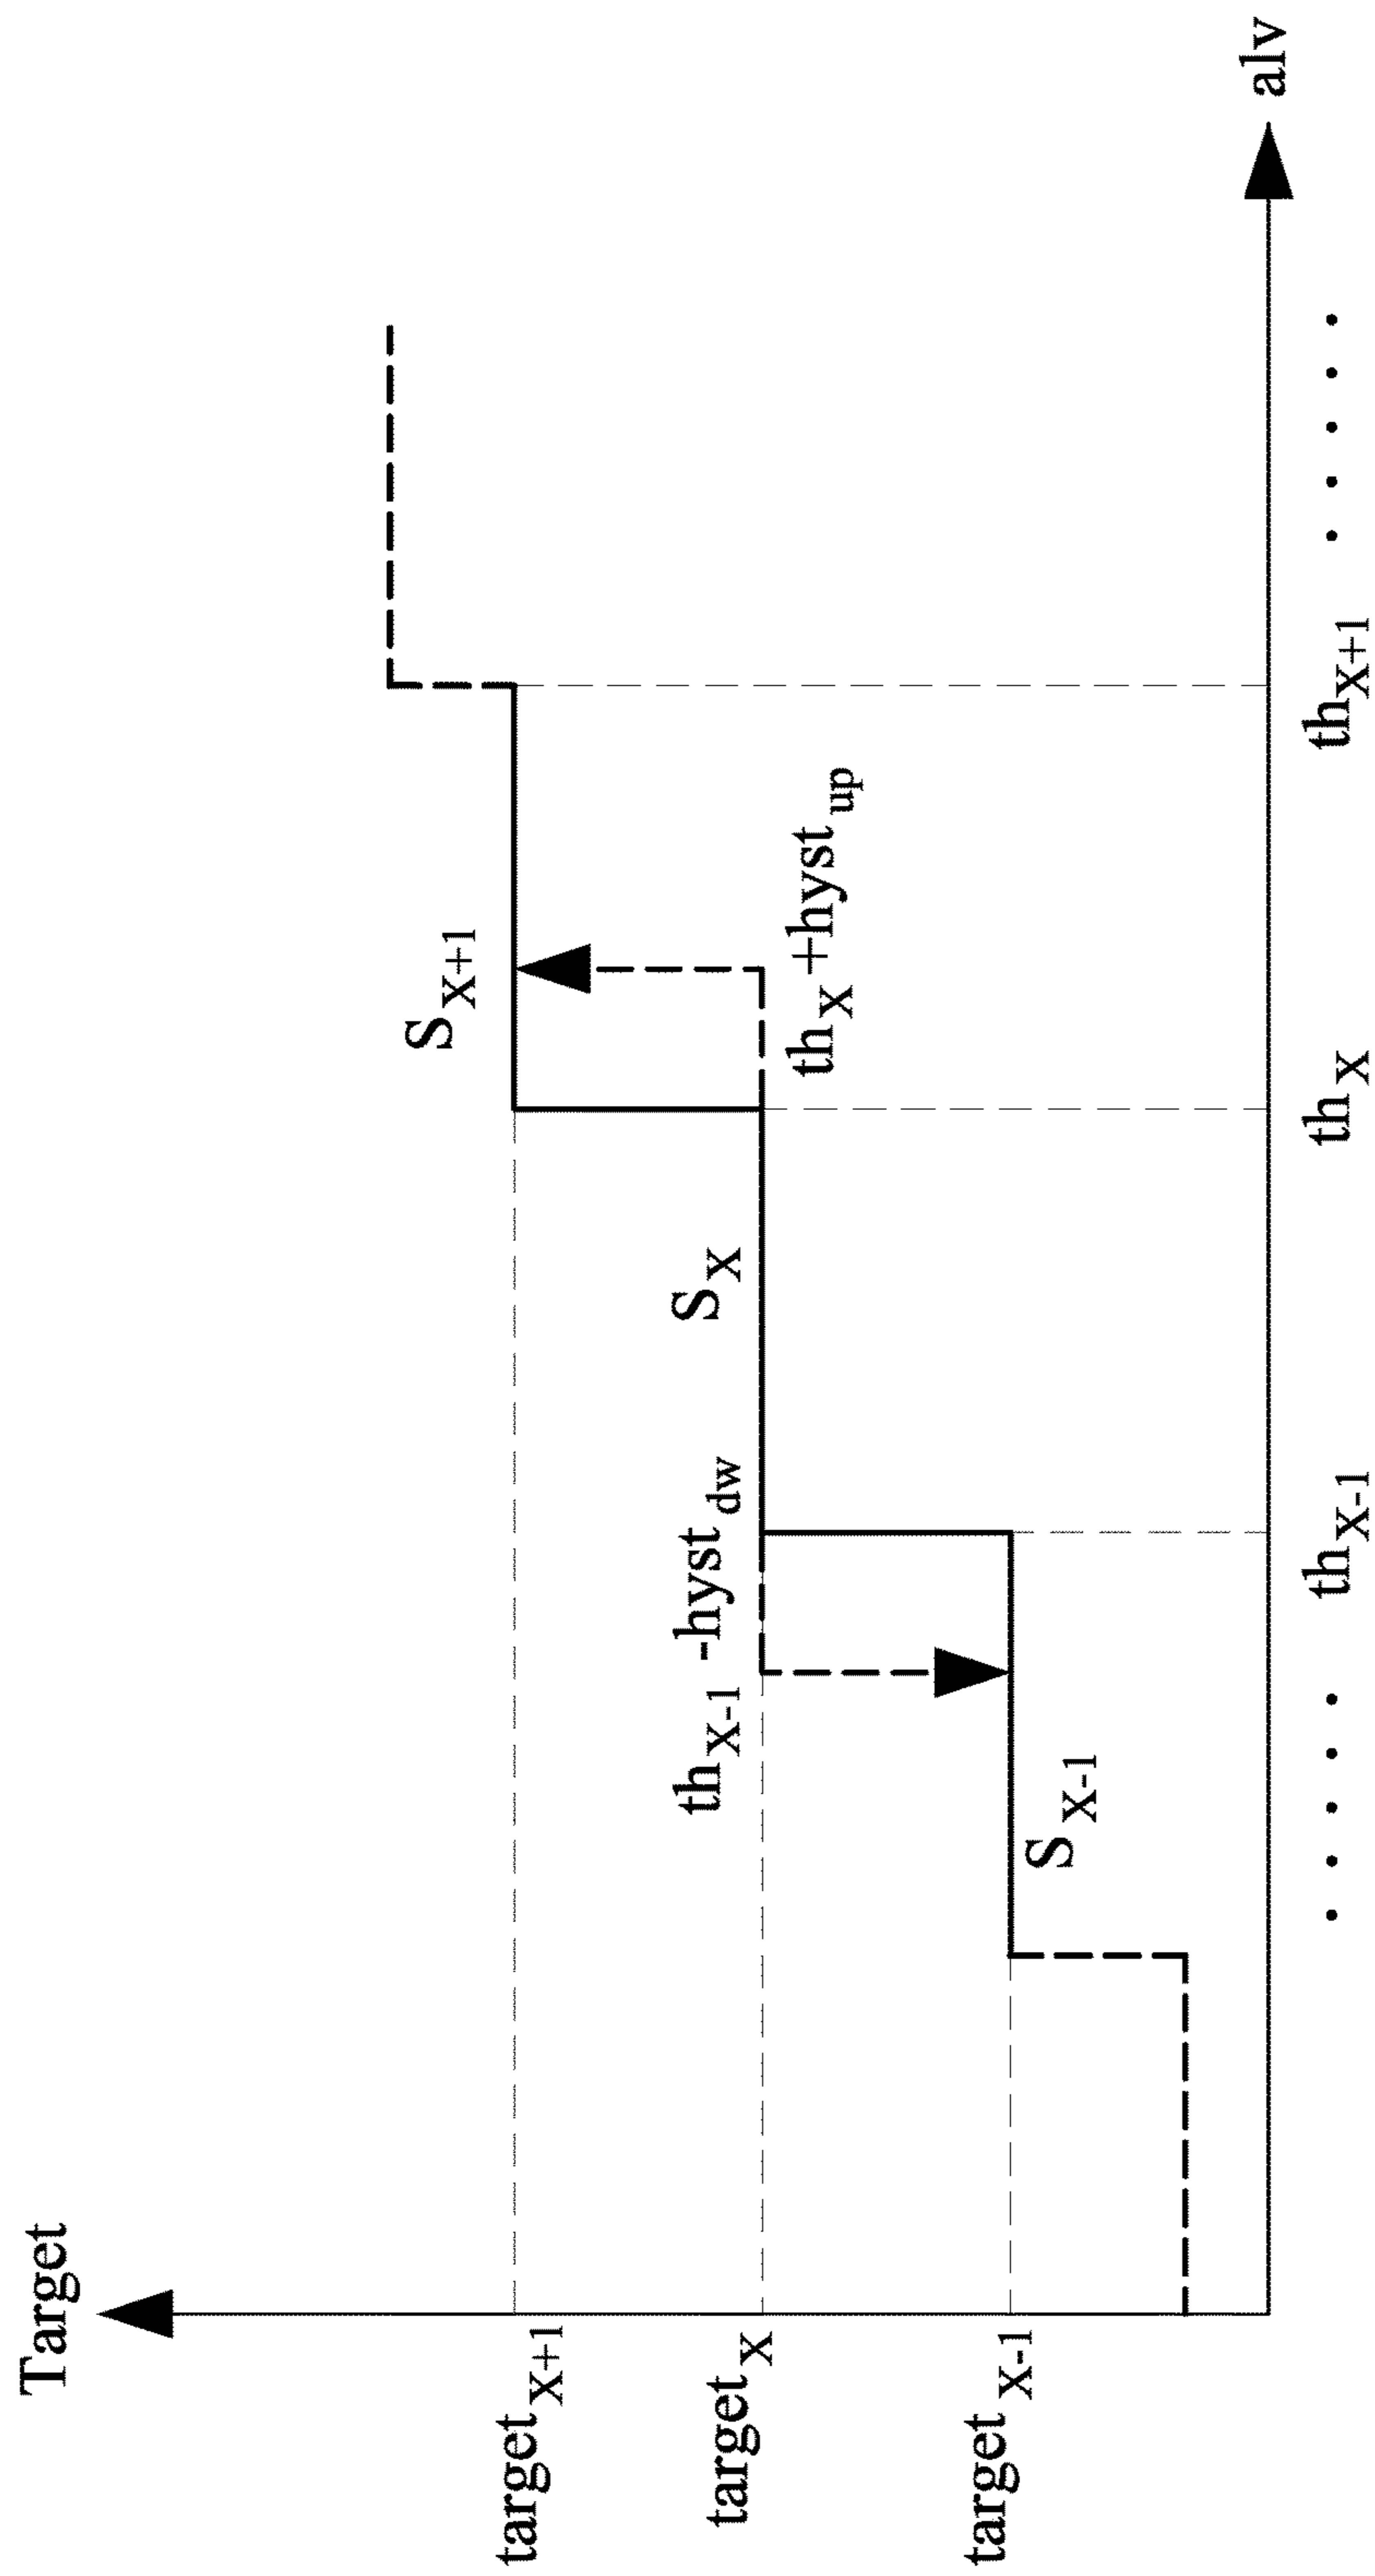 Target
S X+1
target X+1
th X-1 -hyst dw
S X
target X
th X +hyst up
S X-1
target X-1
alv
th X-1
th X
th X+1